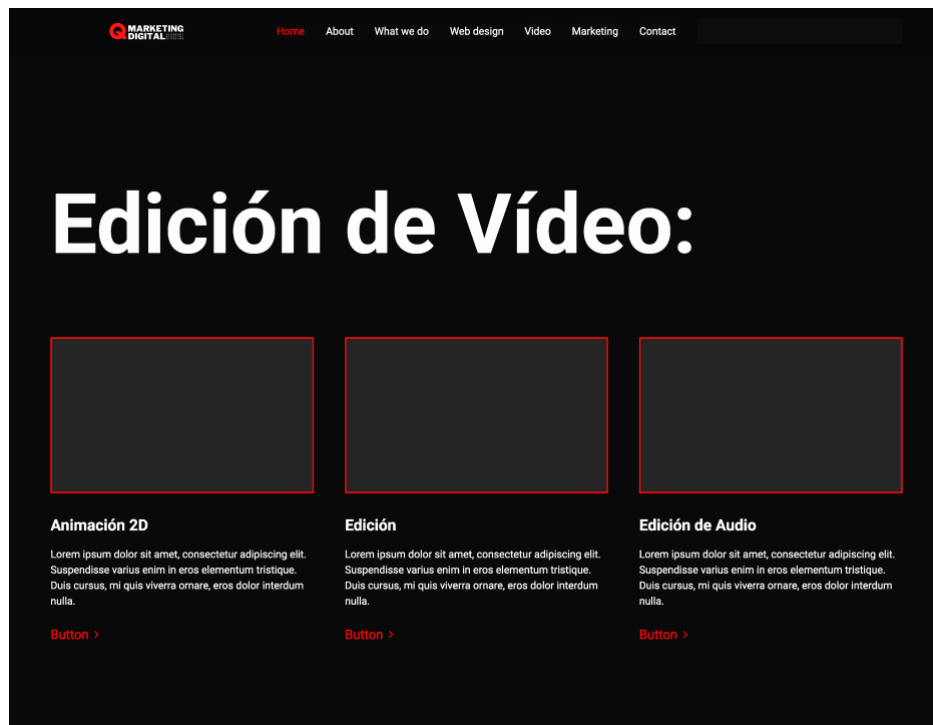 Q MARKETING
DIGITAL
Home About What we do Web design Video Marketing Contact
Edición de Vídeo:
Animación 2D
Lorem ipsum dolor sit amet, consectetur adipiscing elit.
Suspendisse varius enim in eros elementum tristique.
Duis cursus, mi quis viverra ornare, eros dolor interdum
nulla.
Button >
Edición
Lorem ipsum dolor sit amet, consectetur adipiscing elit.
Suspendisse varius enim in eros elementum tristique.
Duis cursus, mi quis viverra ornare, eros dolor interdum
nulla.
Button >
Edición de Audio
Lorem ipsum dolor sit amet, consectetur adipiscing elit.
Suspendisse varius enim in eros elementum tristique.
Duis cursus, mi quis viverra ornare, eros dolor interdum
nulla.
Button >